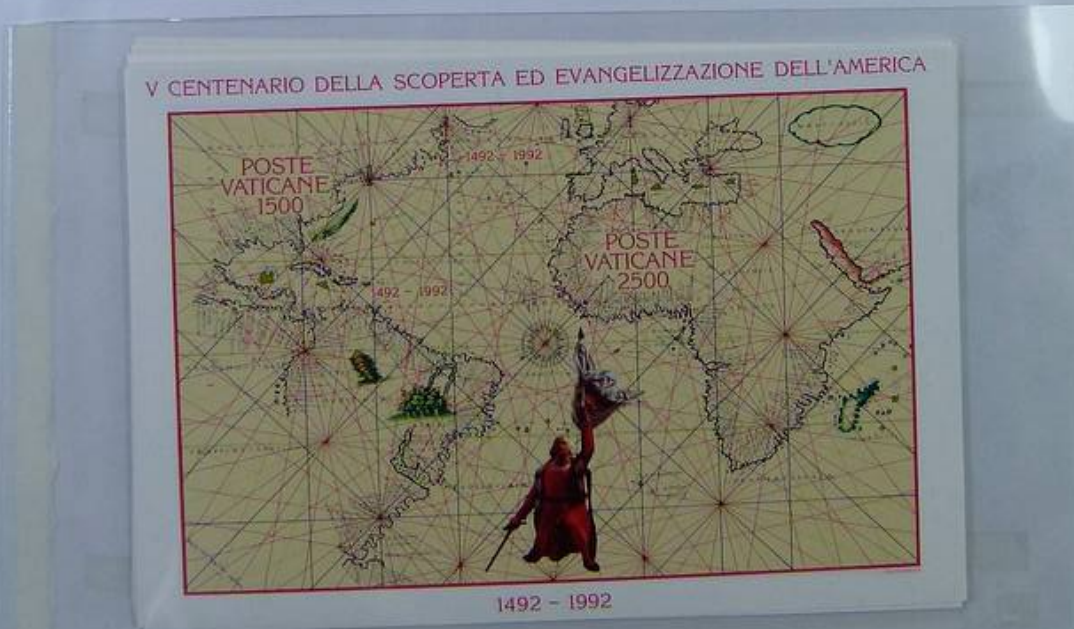 V CENTENARIO DELLA SCOPERTA ED EVANGELIZZAZIONE DELL'AMERICA
1492 - 1992
POSTE
VATICANE
1500
POSTE
VATICANE
2500
1492 - 1992
1492 - 1992